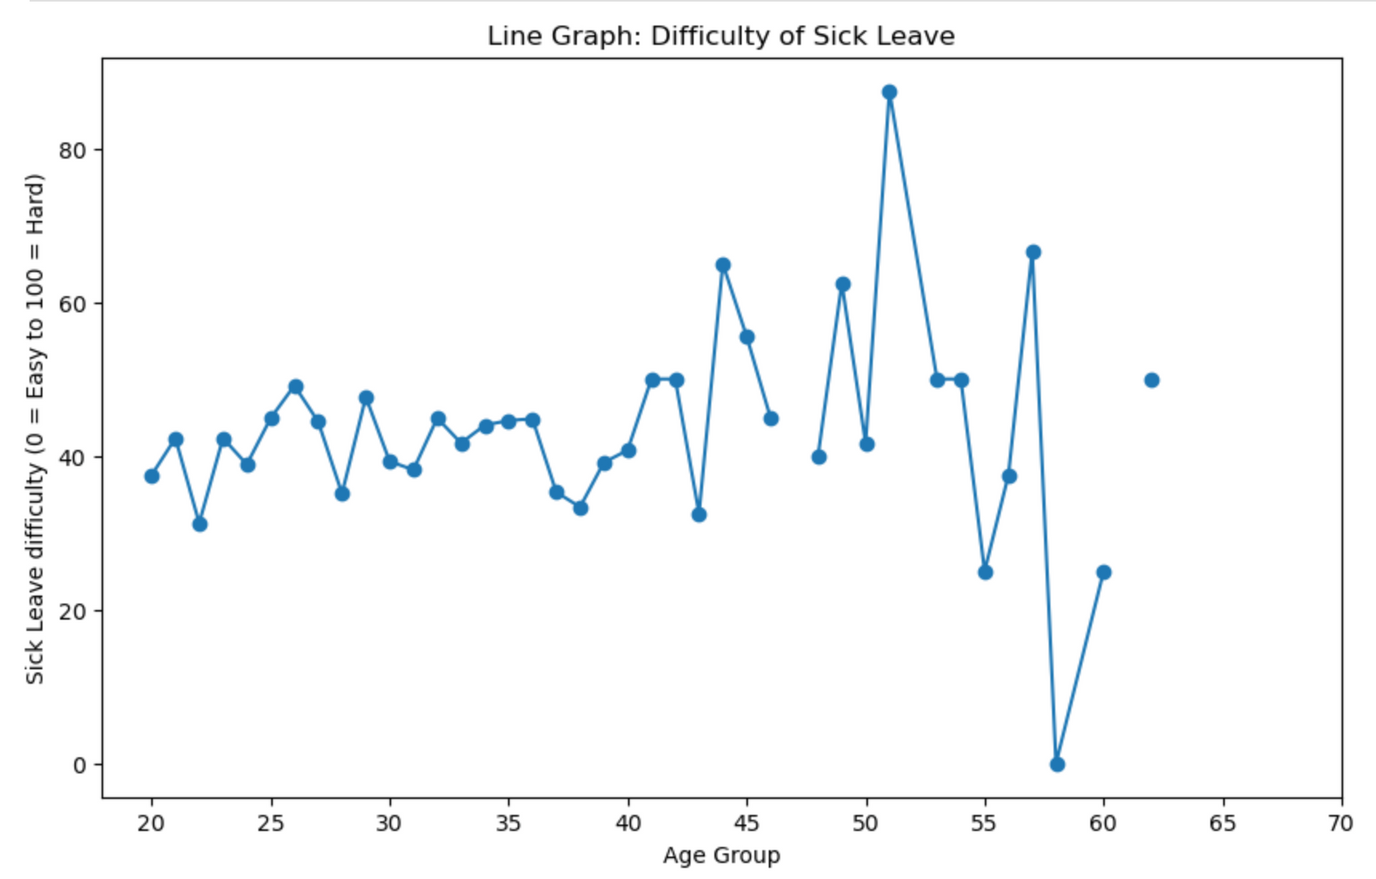 Line Graph: Difficulty of Sick Leave
Sick Leave difficulty (0 = Easy to 100 = Hard)
80
60
40
20
0
20 25 30 35 40 45 50 55 60 65 70
Age Group